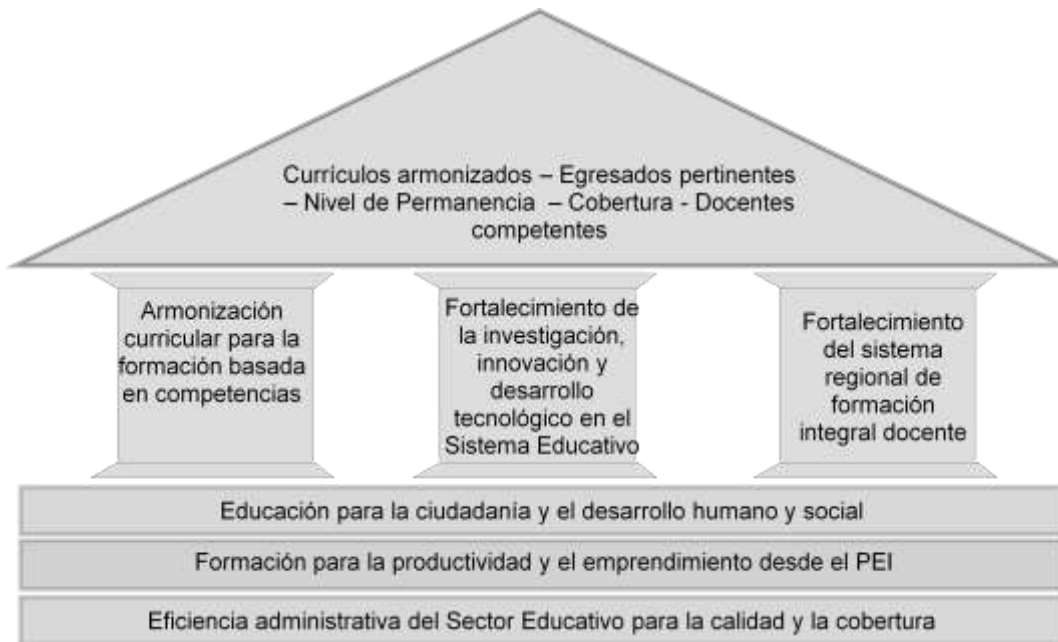 Currículos armonizados – Egresados pertinentes
– Nivel de Permanencia – Cobertura - Docentes
competentes
Armonización
curricular para la
formación basada
en competencias
Fortalecimiento de
la investigación,
innovación y
desarrollo
tecnológico en el
Sistema Educativo
Fortalecimiento
del sistema
regional de
formación
integral docente
Educación para la ciudadanía y el desarrollo humano y social
Formación para la productividad y el emprendimiento desde el PEI
Eficiencia administrativa del Sector Educativo para la calidad y la cobertura